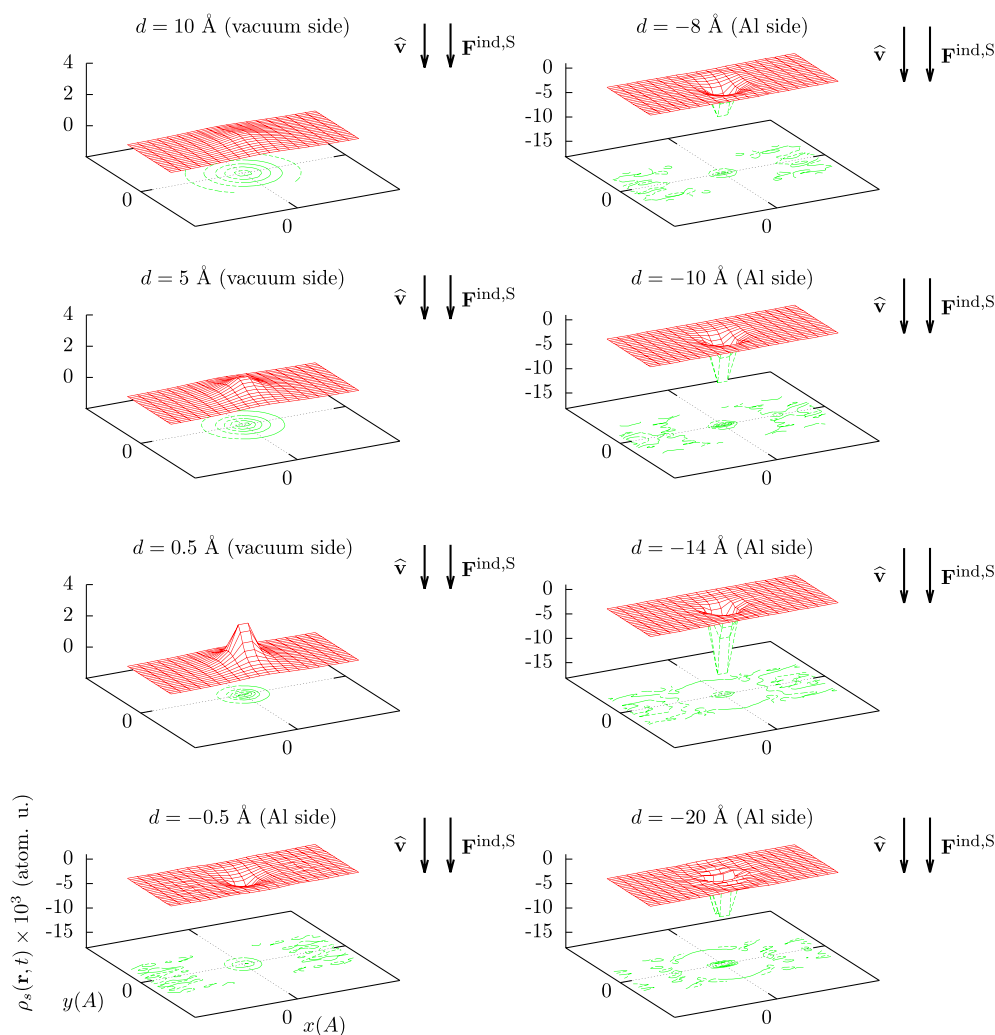 d = 10 Å (vacuum side)
v̂ F^ind,S
4
2
0
0
0
d = −8 Å (Al side)
v̂ F^ind,S
0
-5
-10
-15
0
0
d = 5 Å (vacuum side)
v̂ F^ind,S
4
2
0
0
0
d = −10 Å (Al side)
v̂ F^ind,S
0
-5
-10
-15
0
0
d = 0.5 Å (vacuum side)
v̂ F^ind,S
4
2
0
0
0
d = −14 Å (Al side)
v̂ F^ind,S
0
-5
-10
-15
0
0
d = −0.5 Å (Al side)
v̂ F^ind,S
0
-5
-10
-15
0
0
ρ_s(r, t) × 10³ (atom. u.)
y(A)
x(A)
d = −20 Å (Al side)
v̂ F^ind,S
0
-5
-10
-15
0
0